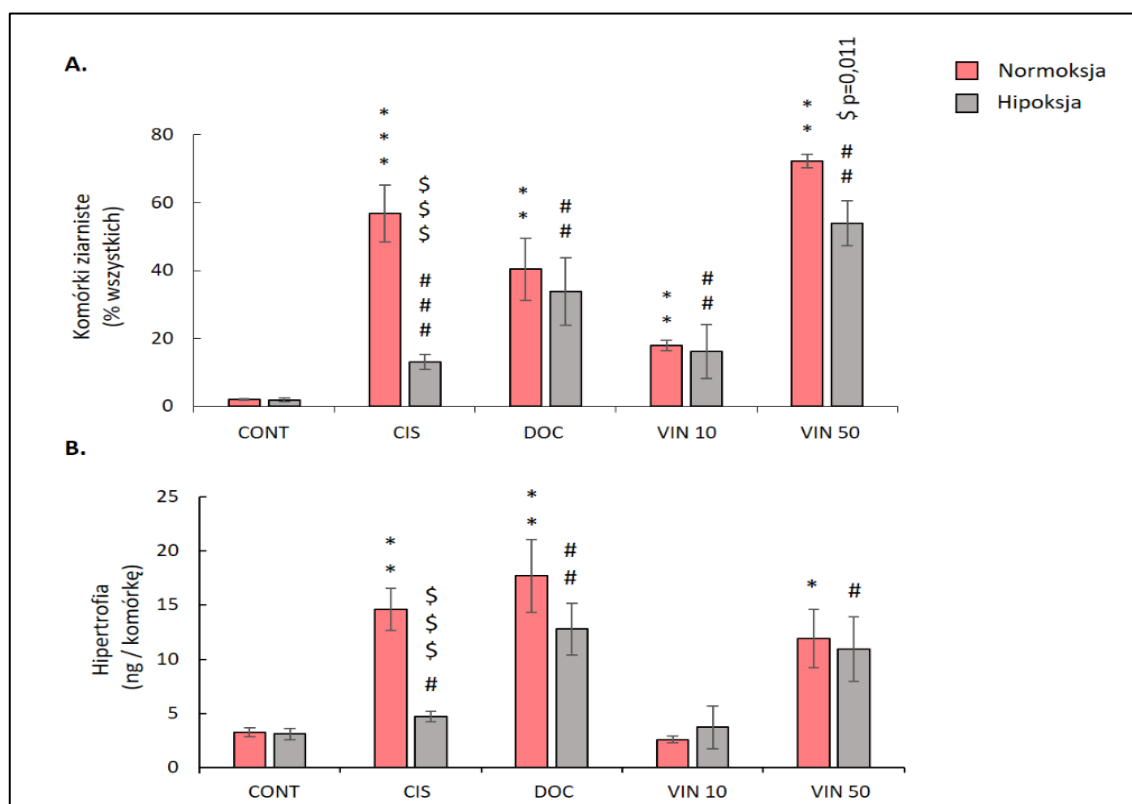 A.
Normoksja
Hipoksja
Komórki ziarniste
(% wszystkich)
80
60
40
20
0
* * *
$ $ $
# # #
* *
# #
* *
# #
* *
# #
$ p=0,011
CONT CIS DOC VIN 10 VIN 50
B.
Hipertrofia
(ng / komórkę)
25
20
15
10
5
0
* *
$ $ $
#
* *
# #
*
#
CONT CIS DOC VIN 10 VIN 50